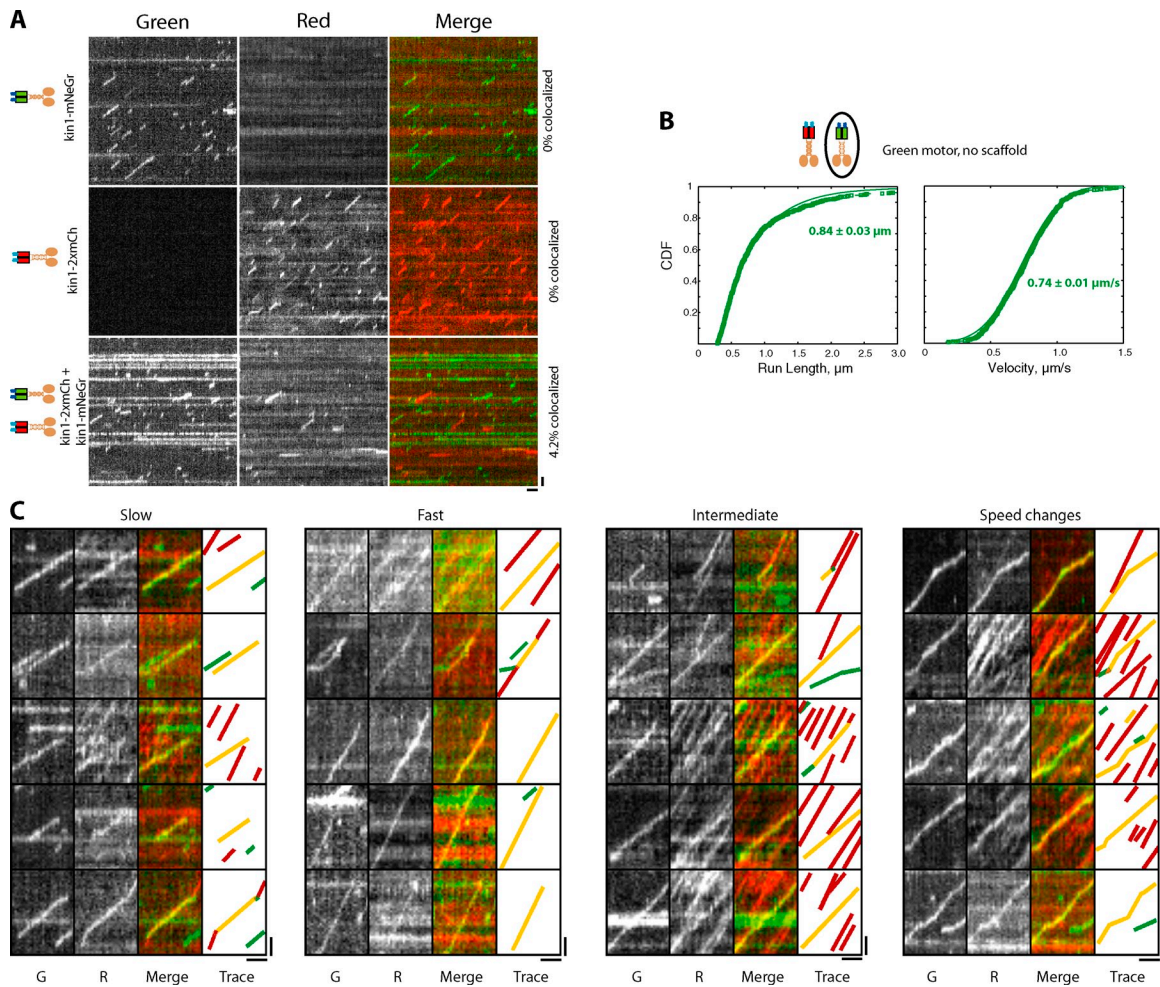 A
Green Red Merge
kin1-mNeGr
0% colocalized
kin1-2xmCh
0% colocalized
kin1-2xmCh +
kin1-mNeGr
4.2% colocalized
B
Green motor, no scaffold
CDF
1
0.8
0.6
0.4
0.2
0.84 ± 0.03 µm
0.5 1.0 1.5 2.0 2.5 3.0
Run Length, µm
0.74 ± 0.01 µm/s
0 0.5 1.0 1.5
Velocity, µm/s
C
Slow Fast Intermediate Speed changes
G R Merge Trace G R Merge Trace G R Merge Trace G R Merge Trace